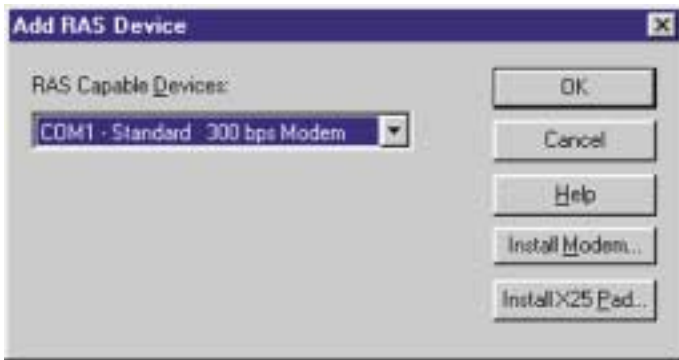 Add RAS Device
RAS Capable Devices:
COM1 - Standard 300 bps Modem
OK
Cancel
Help
Install Modem...
Install X25 Pad...